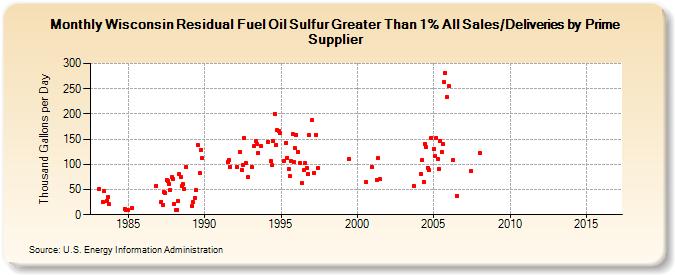 Monthly Wisconsin Residual Fuel Oil Sulfur Greater Than 1% All Sales/Deliveries by Prime
Supplier
Thousand Gallons per Day
300
250
200
150
100
50
0
1985 1990 1995 2000 2005 2010 2015
Source: U.S. Energy Information Administration